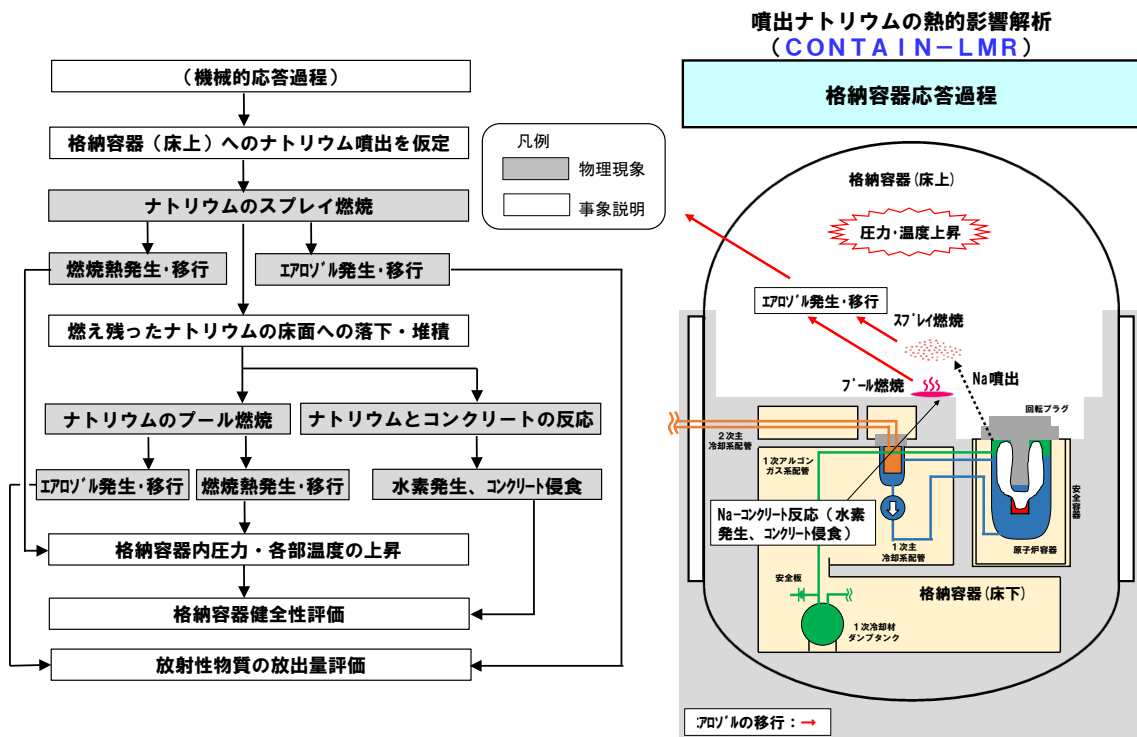 (機械的応答過程)
格納容器(床上)へのナトリウム噴出を仮定
ナトリウムのスプレイ燃焼
燃焼熱発生・移行
エアロゾル発生・移行
燃え残ったナトリウムの床面への落下・堆積
ナトリウムのプール燃焼
ナトリウムとコンクリートの反応
エアロゾル発生・移行
燃焼熱発生・移行
水素発生、コンクリート侵食
格納容器内圧力・各部温度の上昇
格納容器健全性評価
放射性物質の放出量評価
凡例
物理現象
事象説明
噴出ナトリウムの熱的影響解析
(CONTAIN-LMR)
格納容器応答過程
格納容器(床上)
圧力・温度上昇
エアロゾル発生・移行
スプレイ燃焼
プール燃焼
Na噴出
回転プラグ
2次主
冷却系配管
1次アルゴン
ガス系配管
安全容器
Na-コンクリート反応(水素
発生、コンクリート侵食)
1次主
冷却系配管
原子炉容器
安全板
格納容器(床下)
1次冷却材
ダンプタンク
アロゾルの移行:→